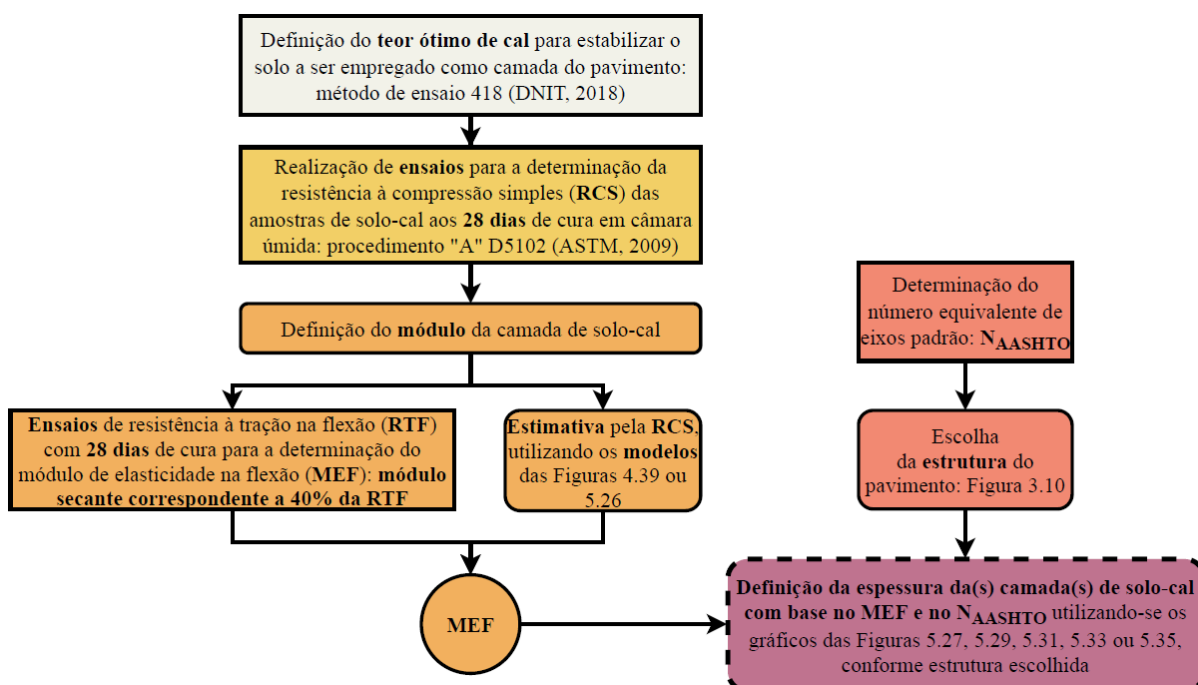 Definição do teor ótimo de cal para estabilizar o
solo a ser empregado como camada do pavimento:
método de ensaio 418 (DNIT, 2018)
Realização de ensaios para a determinação da
resistência à compressão simples (RCS) das
amostras de solo-cal aos 28 dias de cura em câmara
úmida: procedimento "A" D5102 (ASTM, 2009)
Definição do módulo da camada de solo-cal
Ensaios de resistência à tração na flexão (RTF)
com 28 dias de cura para a determinação do
módulo de elasticidade na flexão (MEF): módulo
secante correspondente a 40% da RTF
Estimativa pela RCS,
utilizando os modelos
das Figuras 4.39 ou
5.26
MEF
Determinação do
número equivalente de
eixos padrão: NAASHTO
Escolha
da estrutura do
pavimento: Figura 3.10
Definição da espessura da(s) camada(s) de solo-cal
com base no MEF e no NAASHTO utilizando-se os
gráficos das Figuras 5.27, 5.29, 5.31, 5.33 ou 5.35,
conforme estrutura escolhida